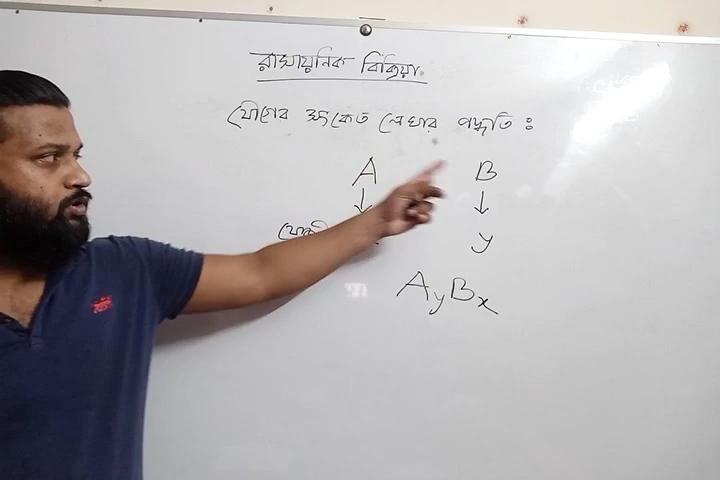 রাসায়নিক বিক্রিয়া
যৌগের সংকেত লেখার পদ্ধতি ঃ
A B
↓ ↓
y
AyBx